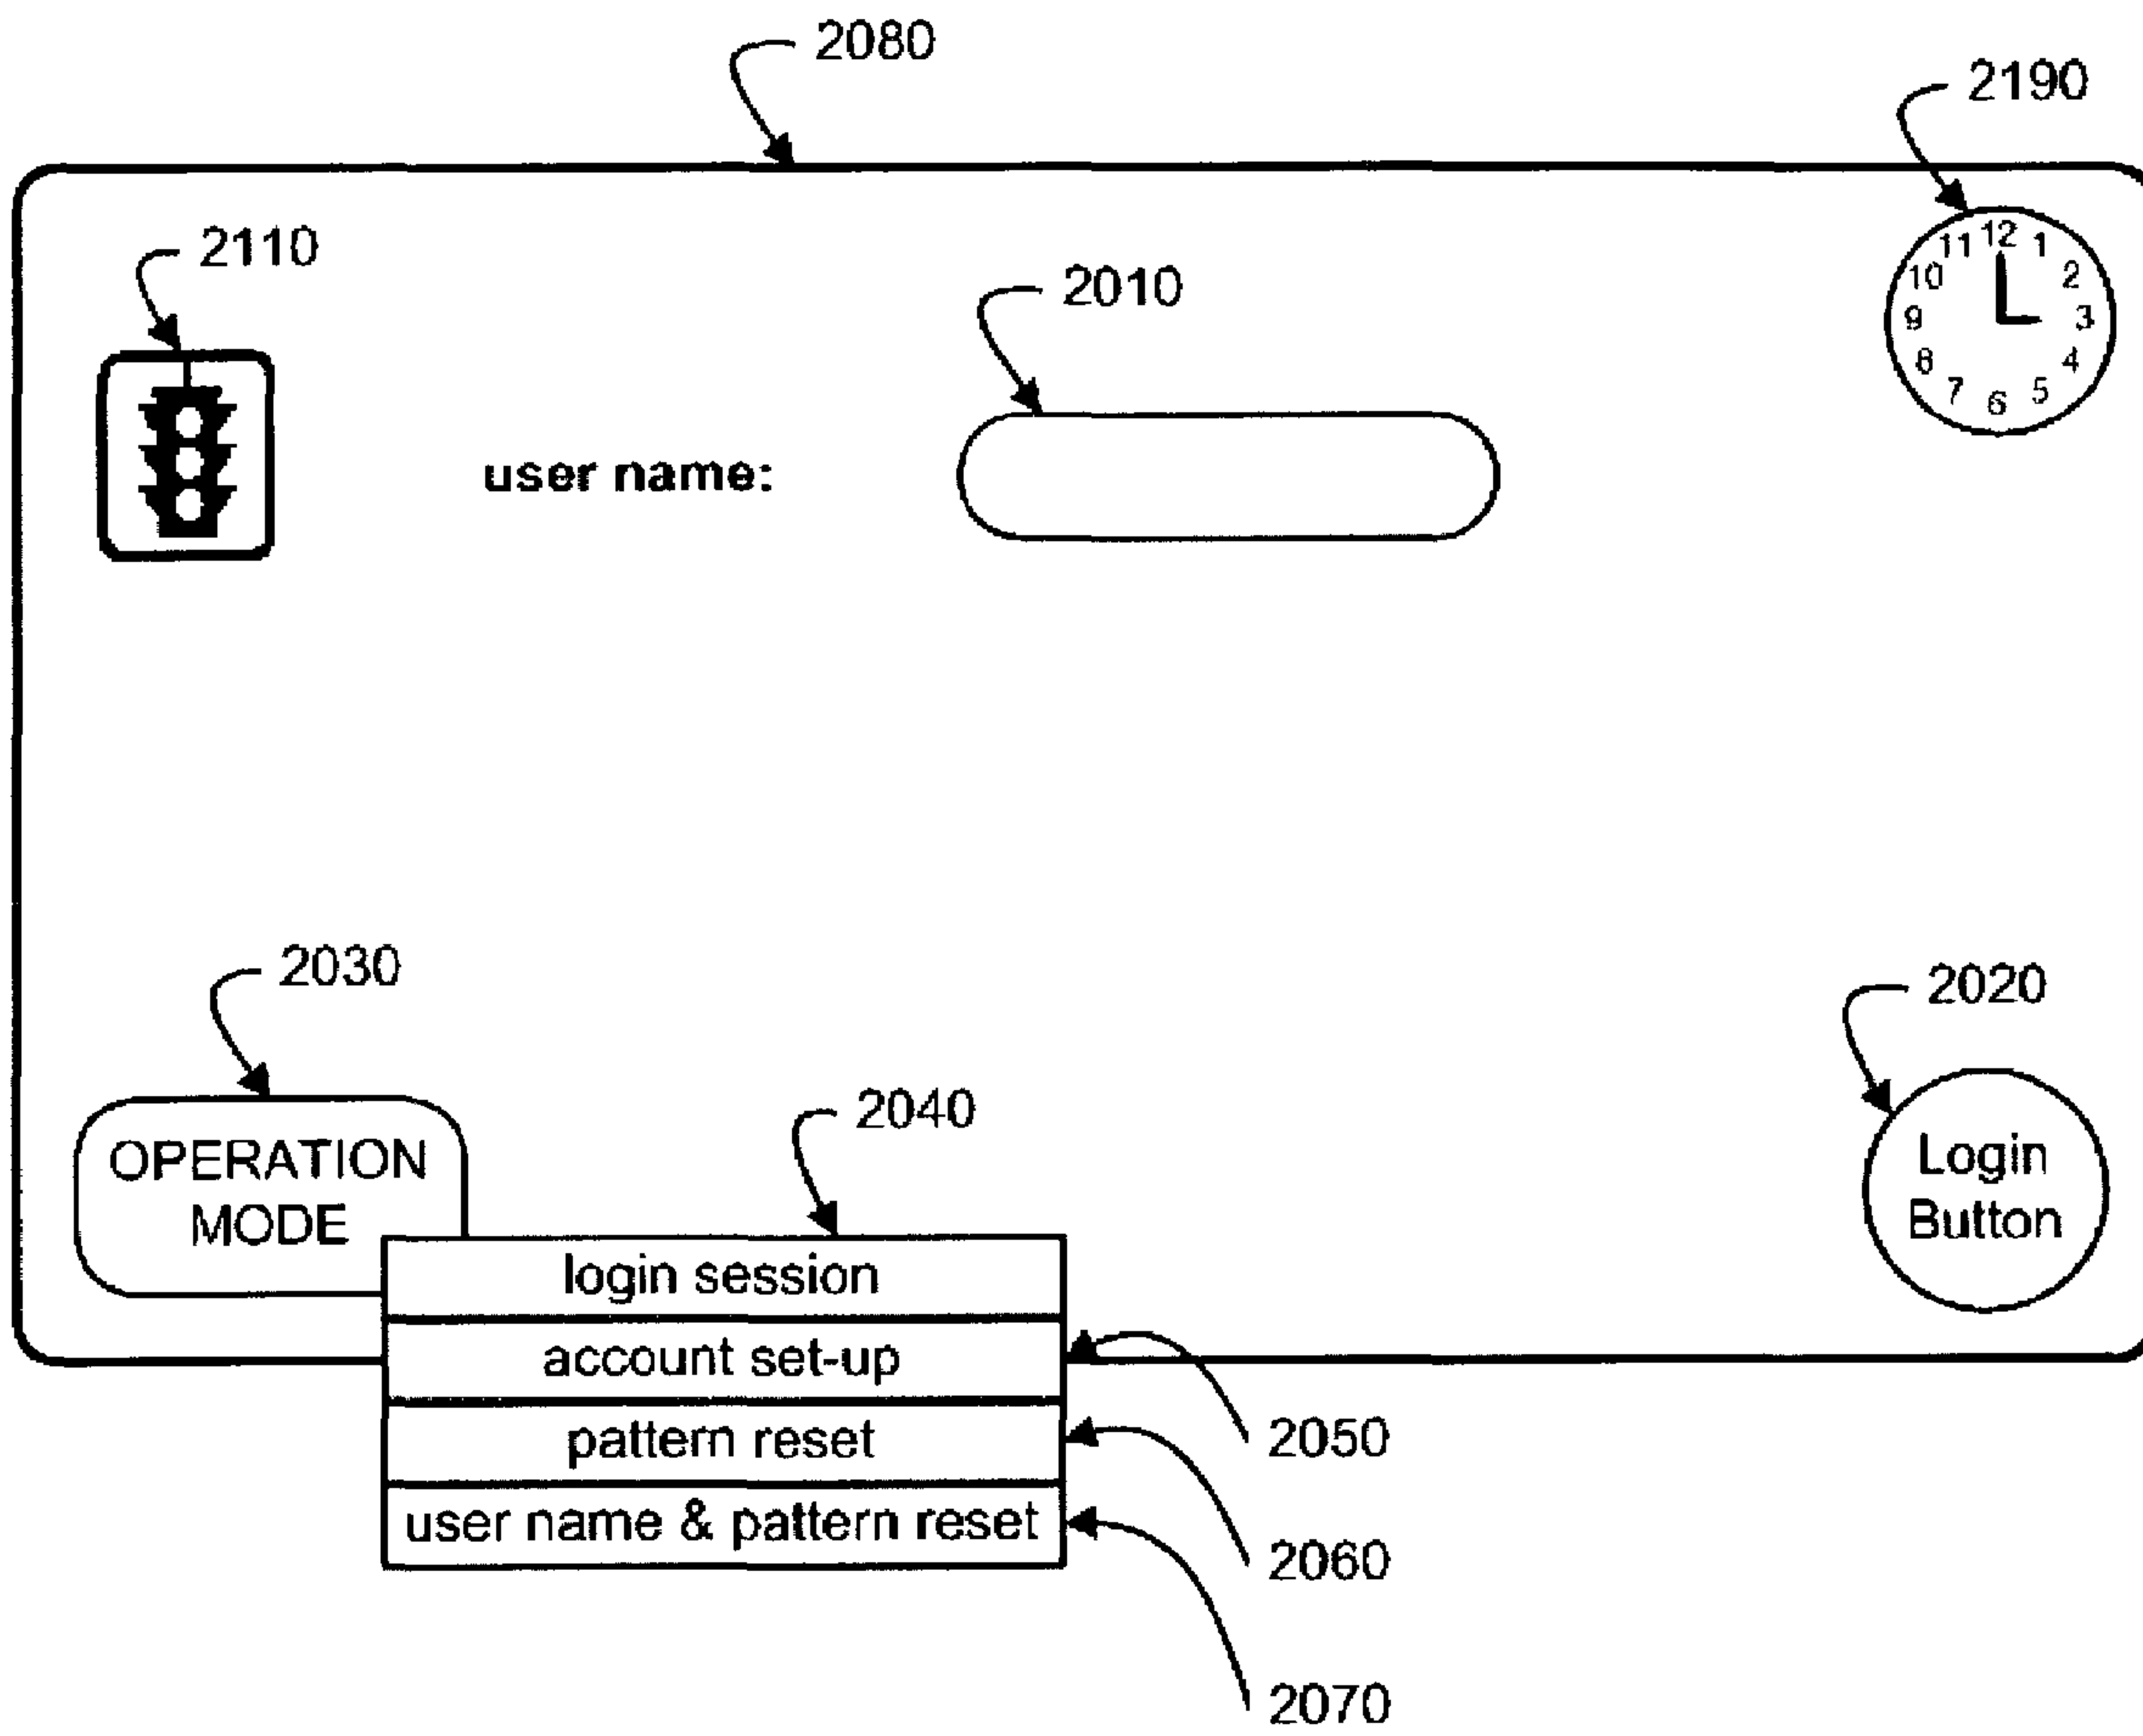 2080
2190
2110
2010
12
11
1
10
2
9
3
8
4
7
5
6
user name:
2030
2020
2040
OPERATION
MODE
Login
Button
login session
account set-up
2050
pattern reset
user name & pattern reset
2060
2070